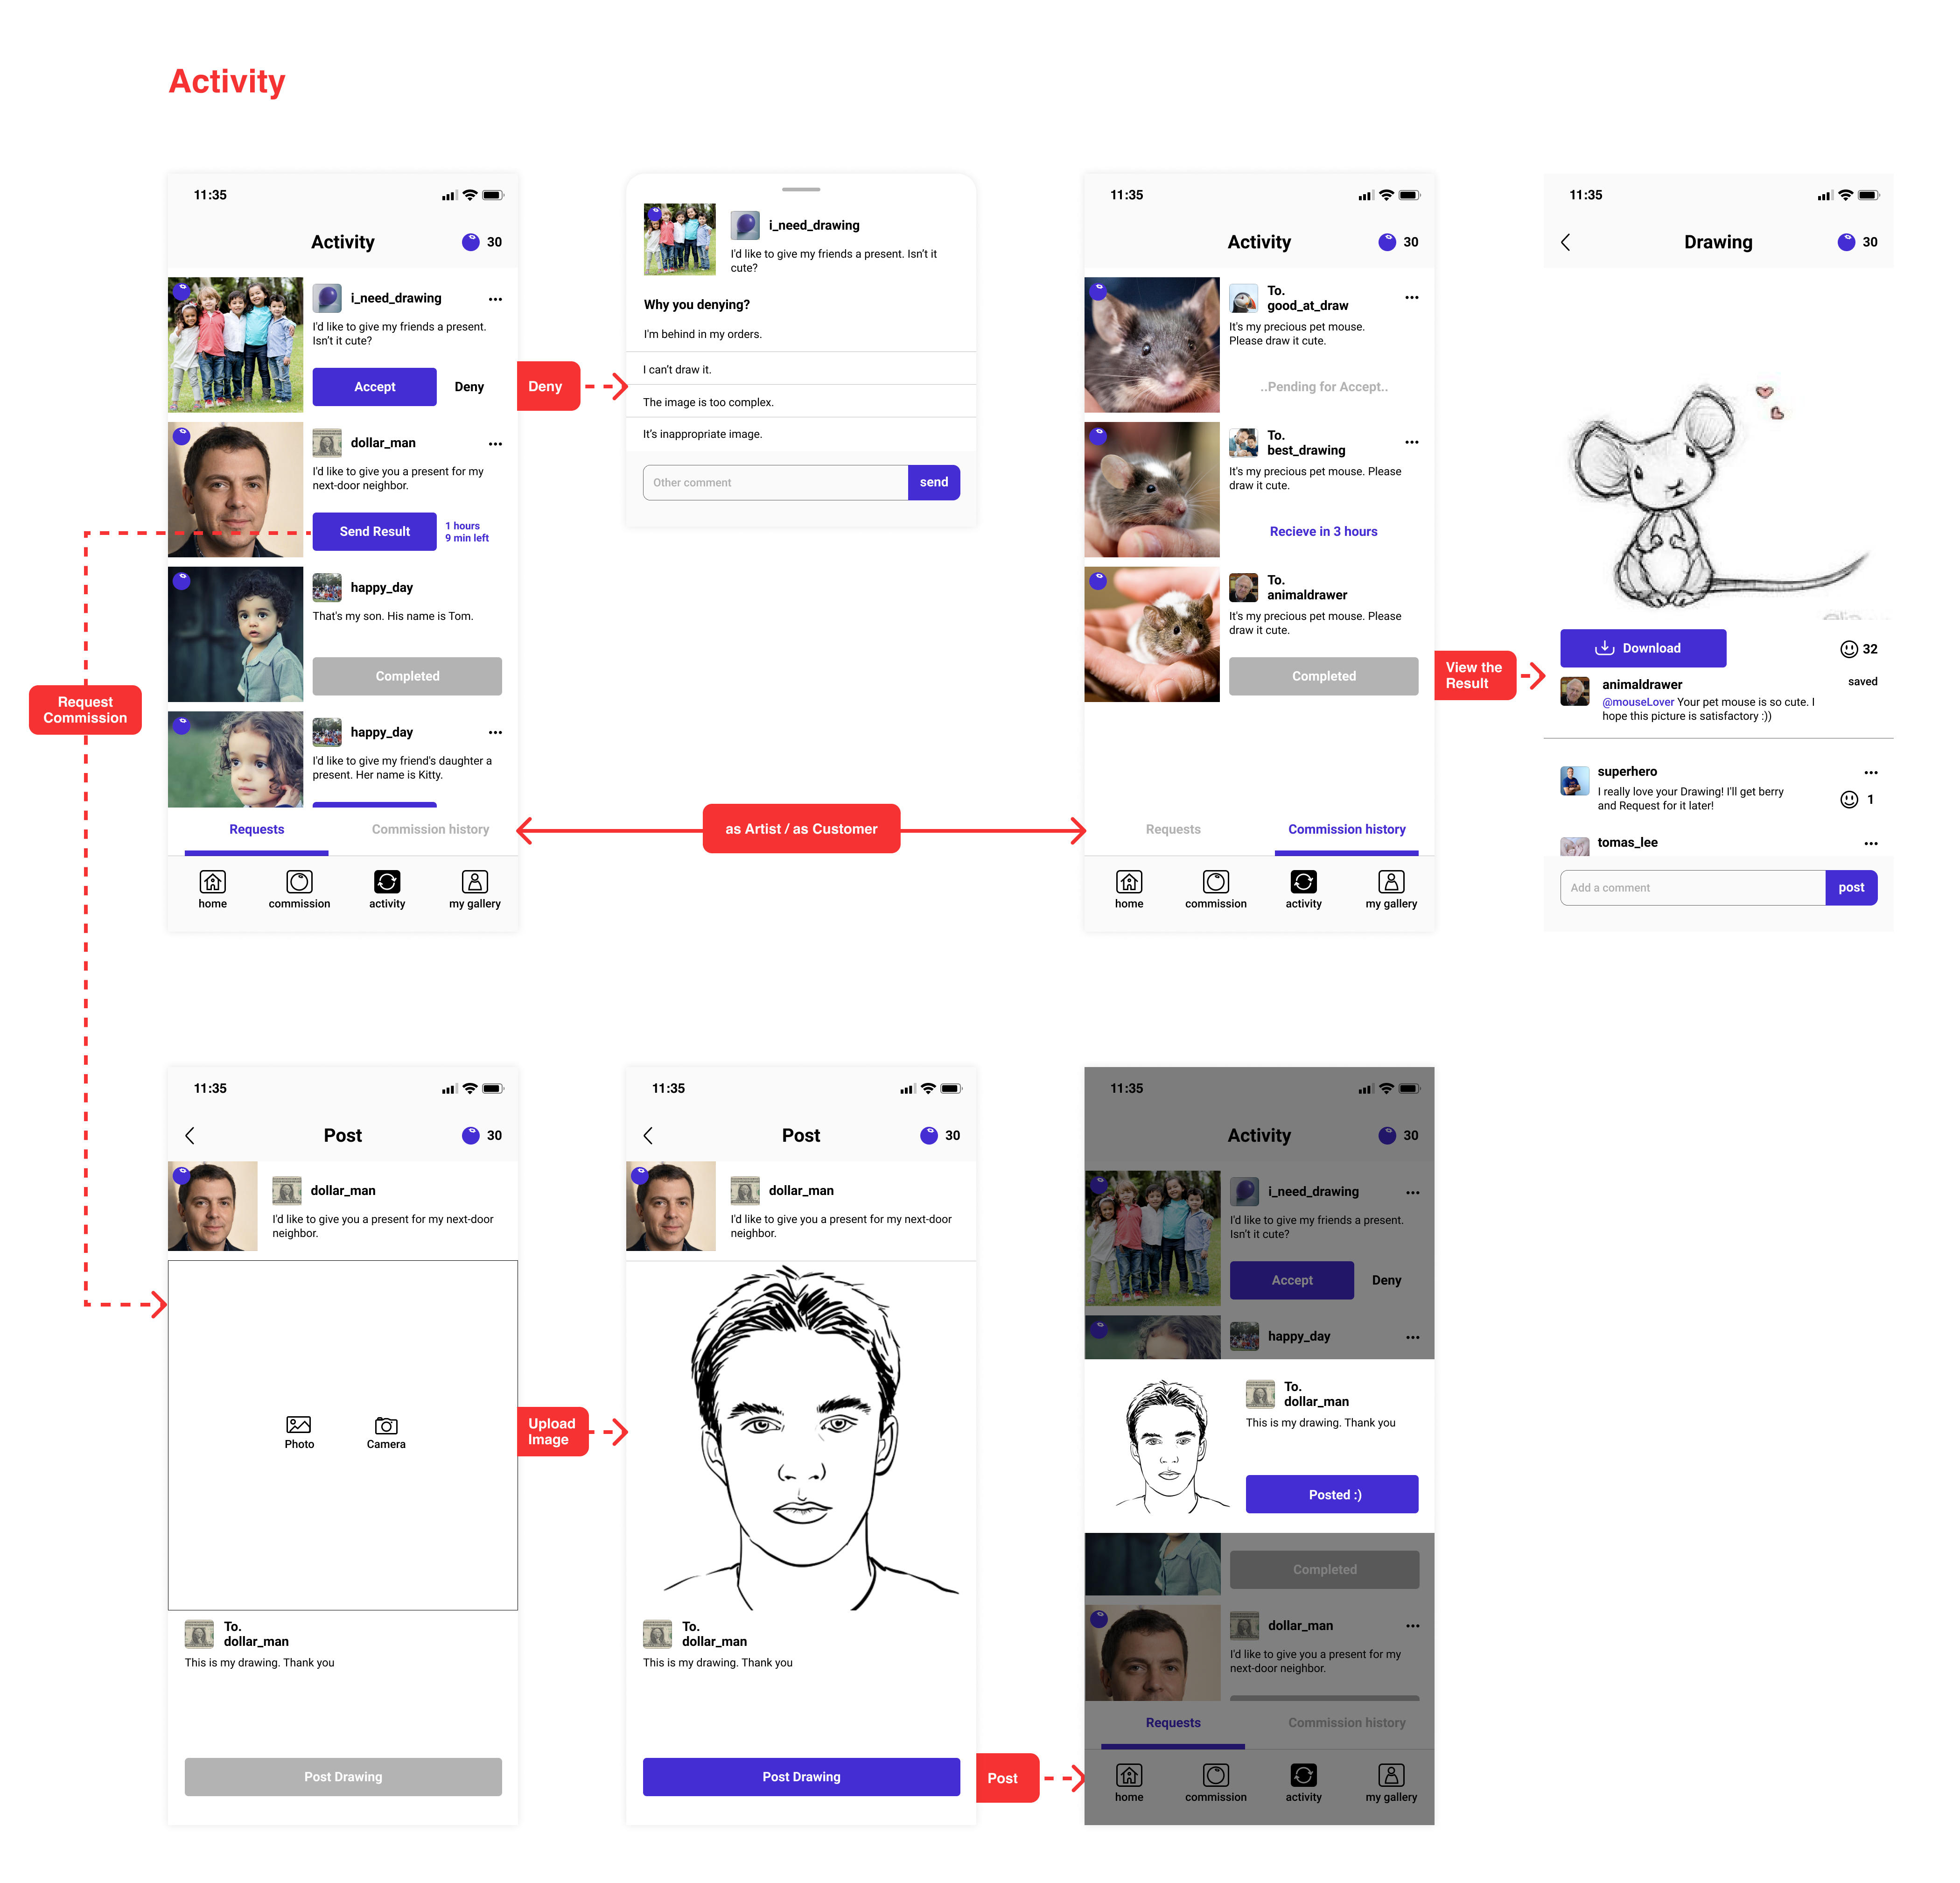 Activity
11:35
Activity
30
i_need_drawing
I'd like to give my friends a present.
Isn't it cute?
Accept
Deny
dollar_man
I'd like to give you a present for my
next-door neighbor.
Send Result
1 hours
9 min left
happy_day
That's my son. His name is Tom.
Completed
happy_day
I'd like to give my friend's daughter a
present. Her name is Kitty.
Requests
Commission history
home
commission
activity
my gallery
Deny
i_need_drawing
I'd like to give my friends a present. Isn't it
cute?
Why you denying?
I'm behind in my orders.
I can't draw it.
The image is too complex.
It's inappropriate image.
Other comment
send
as Artist / as Customer
11:35
Activity
30
To.
good_at_draw
It's my precious pet mouse.
Please draw it cute.
..Pending for Accept..
To.
best_drawing
It's my precious pet mouse. Please
draw it cute.
Recieve in 3 hours
To.
animaldrawer
It's my precious pet mouse. Please
draw it cute.
Completed
Requests
Commission history
home
commission
activity
my gallery
View the
Result
11:35
Drawing
30
Download
32
animaldrawer
saved
@mouseLover Your pet mouse is so cute. I
hope this picture is satisfactory :))
superhero
I really love your Drawing! I'll get berry
and Request for it later!
1
tomas_lee
Add a comment
post
Request
Commission
11:35
Post
30
dollar_man
I'd like to give you a present for my next-door
neighbor.
Photo
Camera
To.
dollar_man
This is my drawing. Thank you
Post Drawing
Upload
Image
11:35
Post
30
dollar_man
I'd like to give you a present for my next-door
neighbor.
To.
dollar_man
This is my drawing. Thank you
Post Drawing
Post
11:35
Activity
30
i_need_drawing
I'd like to give my friends a present.
Isn't it cute?
Accept
Deny
happy_day
To.
dollar_man
This is my drawing. Thank you
Posted :)
Completed
dollar_man
I'd like to give you a present for my
next-door neighbor.
Requests
Commission history
home
commission
activity
my gallery